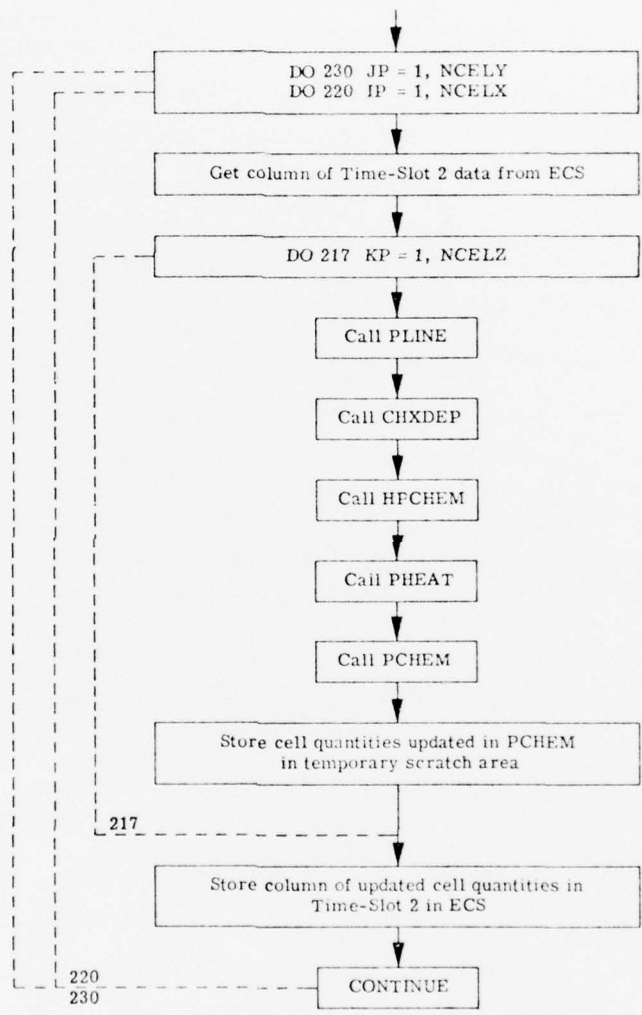 DO 230 JP = 1, NCELY
DO 220 IP = 1, NCELX
Get column of Time-Slot 2 data from ECS
DO 217 KP = 1, NCELZ
Call PLINE
Call CHXDEP
Call HPCHEM
Call PHEAT
Call PCHEM
Store cell quantities updated in PCHEM
in temporary scratch area
217
Store column of updated cell quantities in
Time-Slot 2 in ECS
220
230
CONTINUE